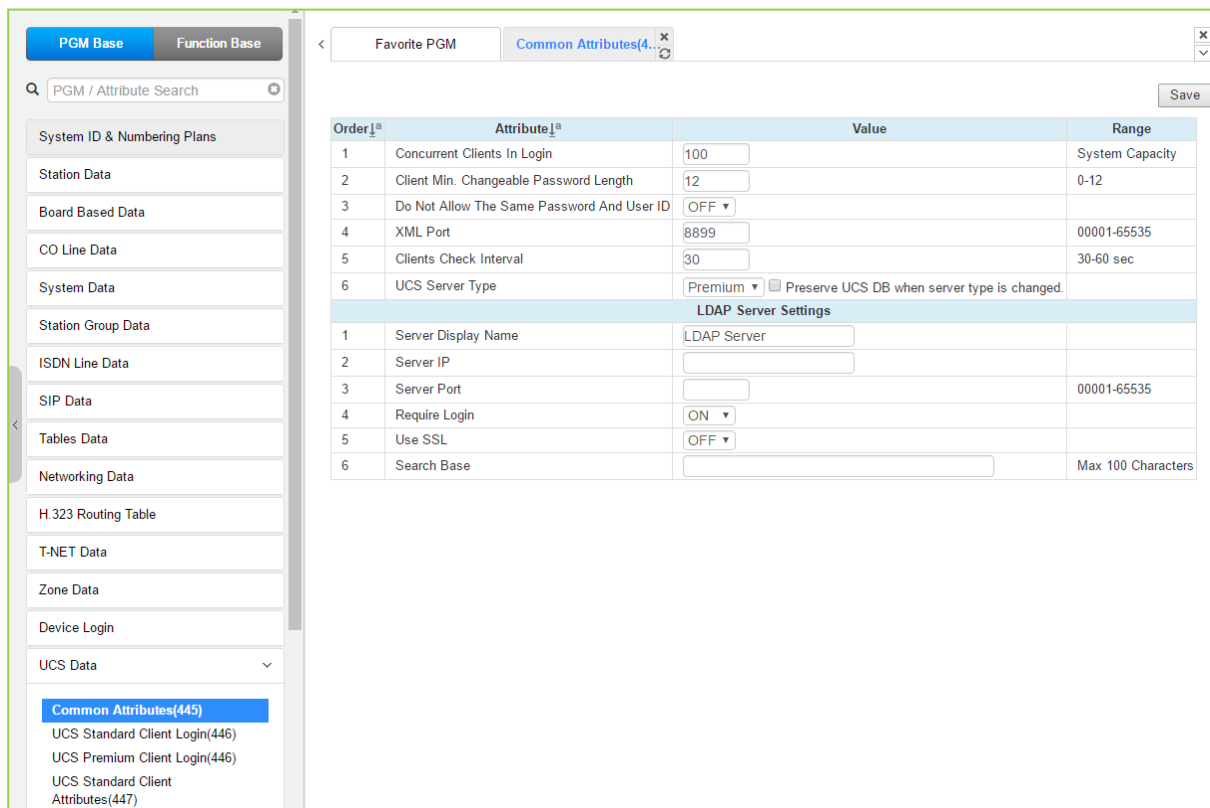 PGM Base Function Base
PGM / Attribute Search
System ID & Numbering Plans
Station Data
Board Based Data
CO Line Data
System Data
Station Group Data
ISDN Line Data
SIP Data
Tables Data
Networking Data
H.323 Routing Table
T-NET Data
Zone Data
Device Login
UCS Data
Common Attributes(445)
UCS Standard Client Login(446)
UCS Premium Client Login(446)
UCS Standard Client
Attributes(447)
Favorite PGM Common Attributes(4...
Save
Order Attribute Value Range
1 Concurrent Clients In Login 100 System Capacity
2 Client Min. Changeable Password Length 12 0-12
3 Do Not Allow The Same Password And User ID OFF
4 XML Port 8899 00001-65535
5 Clients Check Interval 30 30-60 sec
6 UCS Server Type Premium Preserve UCS DB when server type is changed.
LDAP Server Settings
1 Server Display Name LDAP Server
2 Server IP
3 Server Port 00001-65535
4 Require Login ON
5 Use SSL OFF
6 Search Base Max 100 Characters